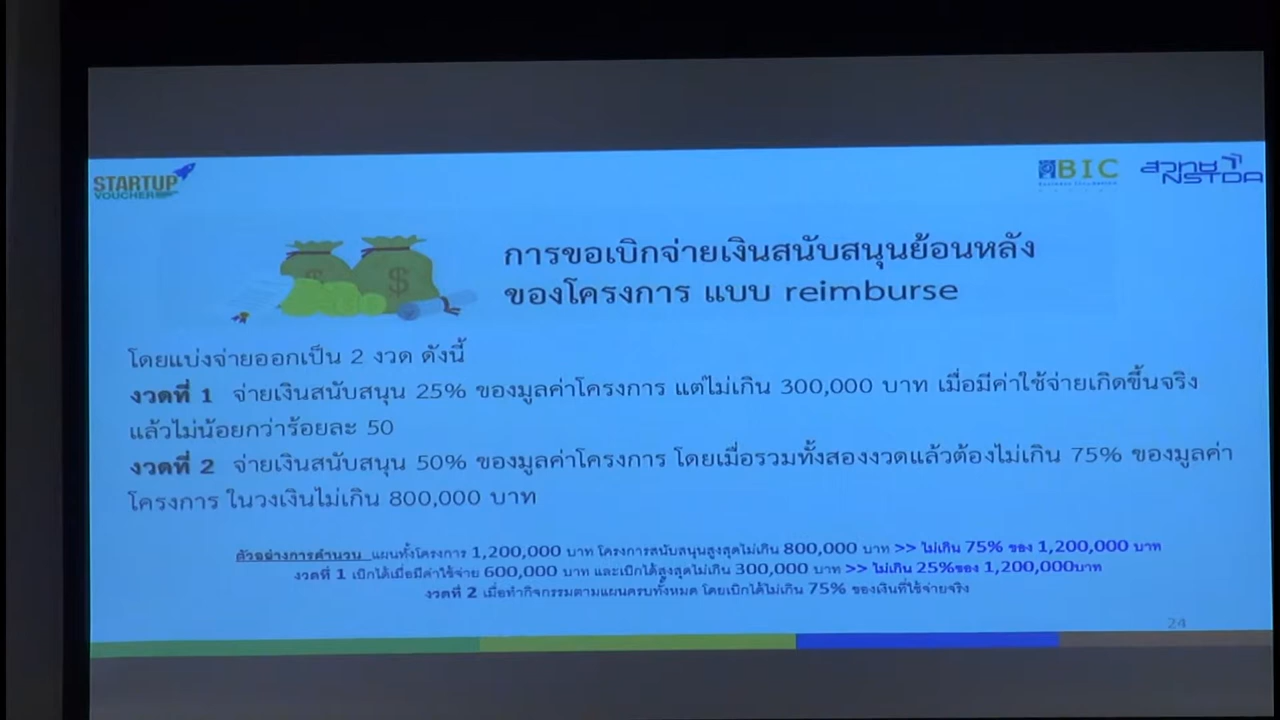 STARTUP
VOUCHER
BIC
สวทช
NSTDA
การขอเบิกจ่ายเงินสนับสนุนย้อนหลัง
ของโครงการ แบบ reimburse
โดยแบ่งจ่ายออกเป็น 2 งวด ดังนี้
งวดที่ 1 จ่ายเงินสนับสนุน 25% ของมูลค่าโครงการ แต่ไม่เกิน 300,000 บาท เมื่อมีค่าใช้จ่ายเกิดขึ้นจริง
แล้วไม่น้อยกว่าร้อยละ 50
งวดที่ 2 จ่ายเงินสนับสนุน 50% ของมูลค่าโครงการ โดยเมื่อรวมทั้งสองงวดแล้วต้องไม่เกิน 75% ของมูลค่า
โครงการ ในวงเงินไม่เกิน 800,000 บาท
ตัวอย่างการคำนวน แผนทั้งโครงการ 1,200,000 บาท โครงการสนับสนุนสูงสุดไม่เกิน 800,000 บาท >> ไม่เกิน 75% ของ 1,200,000 บาท
งวดที่ 1 เบิกได้เมื่อมีค่าใช้จ่าย 600,000 บาท และเบิกได้สูงสุดไม่เกิน 300,000 บาท >> ไม่เกิน 25%ของ 1,200,000บาท
งวดที่ 2 เมื่อทำกิจกรรมตามแผนครบทั้งหมด โดยเบิกได้ไม่เกิน 75% ของเงินที่ใช้จ่ายจริง
24